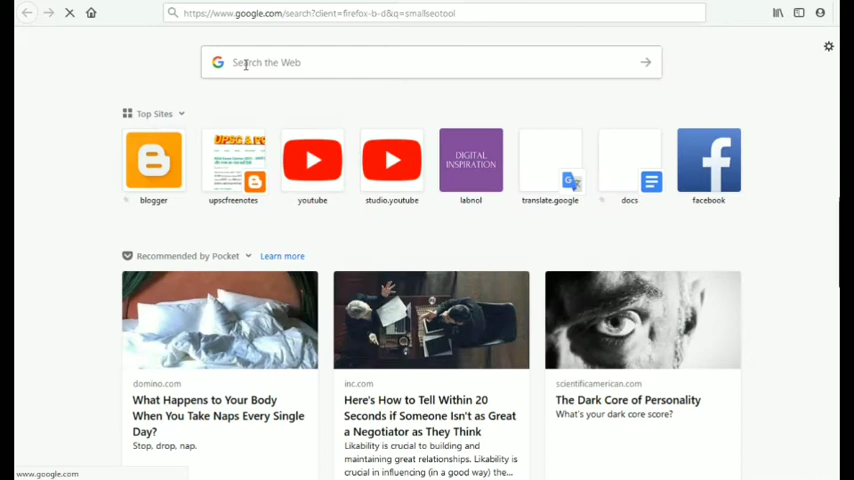 https://www.google.com/search?client=firefox-b-d&q=smallseotool
Search the Web
Top Sites
UPSC & P
DIGITAL
INSPIRATION
blogger
upscfreenotes
youtube
studio.youtube
labnol
translate.google
docs
facebook
Recommended by Pocket
Learn more
domino.com
What Happens to Your Body
When You Take Naps Every Single
Day?
Stop, drop, nap.
inc.com
Here's How to Tell Within 20
Seconds if Someone Isn't as Great
a Negotiator as They Think
Likability is crucial to building and
maintaining great relationships. Likability is
crucial in influencing (in a good way) the...
scientificamerican.com
The Dark Core of Personality
What's your dark core score?
www.google.com